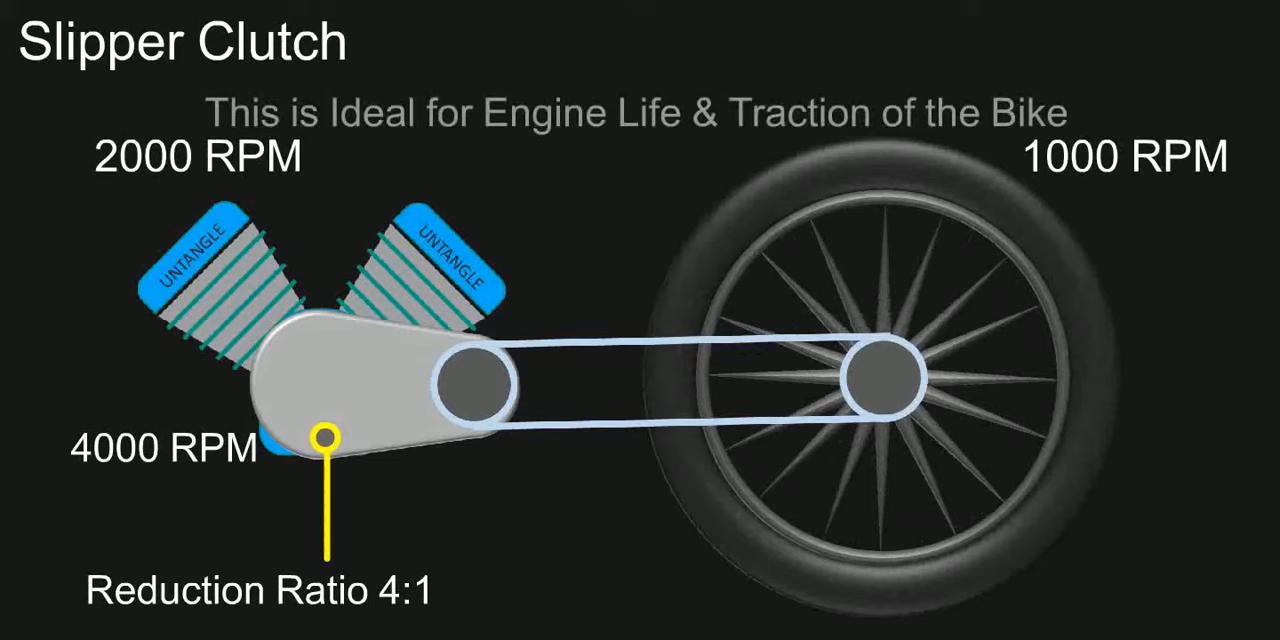 Slipper Clutch
This is Ideal for Engine Life & Traction of the Bike
2000 RPM
1000 RPM
UNTANGLE
UNTANGLE
4000 RPM
Reduction Ratio 4:1